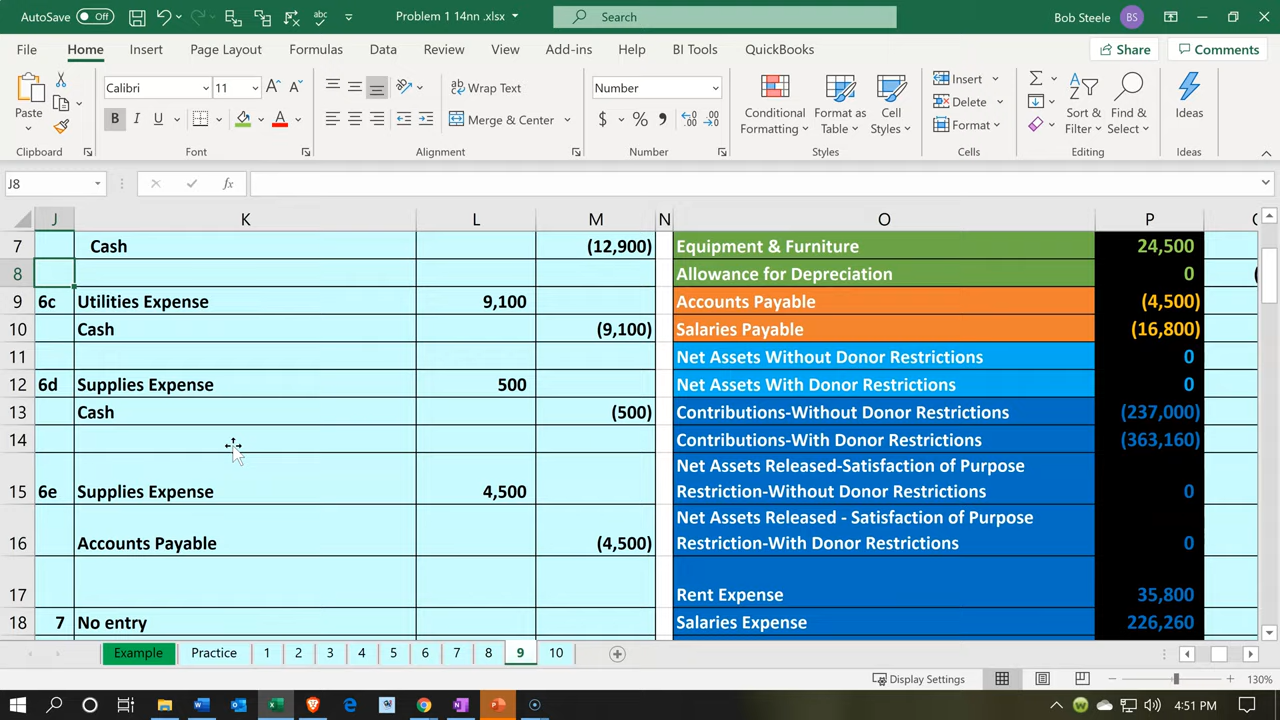 AutoSave Off Problem 1 14nn .xlsx Search Bob Steele BS
File Home Insert Page Layout Formulas Data Review View Add-ins Help BI Tools QuickBooks Share Comments
Calibri 11 Wrap Text Number Insert
Paste B I U Merge & Center $ % Conditional Formatting Format as Table Cell Styles Delete Format Sort & Filter Find & Select Ideas
Clipboard Font Alignment Number Styles Cells Editing Ideas
J8 fx
J K L M N O P
7 Cash (12,900) Equipment & Furniture 24,500
8 Allowance for Depreciation 0
9 6c Utilities Expense 9,100 Accounts Payable (4,500)
10 Cash (9,100) Salaries Payable (16,800)
11 Net Assets Without Donor Restrictions 0
12 6d Supplies Expense 500 Net Assets With Donor Restrictions 0
13 Cash (500) Contributions-Without Donor Restrictions (237,000)
14 Contributions-With Donor Restrictions (363,160)
Net Assets Released-Satisfaction of Purpose
15 6e Supplies Expense 4,500 Restriction-Without Donor Restrictions 0
Net Assets Released - Satisfaction of Purpose
16 Accounts Payable (4,500) Restriction-With Donor Restrictions 0
17 Rent Expense 35,800
18 7 No entry Salaries Expense 226,260
Example Practice 1 2 3 4 5 6 7 8 9 10
Display Settings 130%
4:51 PM